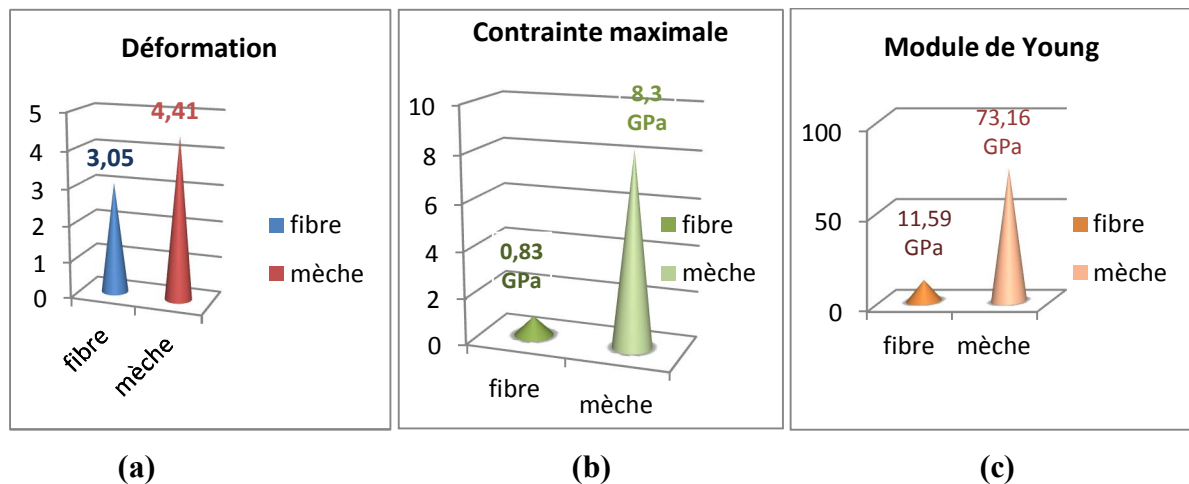 Déformation
5
4
3
2
1
0
4,41
3,05
fibre
mèche
fibre
mèche
(a)
Contrainte maximale
10
8
6
4
2
0
8,3
GPa
0,83
GPa
fibre
mèche
fibre
mèche
(b)
Module de Young
100
50
0
73,16
GPa
11,59
GPa
fibre
mèche
fibre mèche
(c)